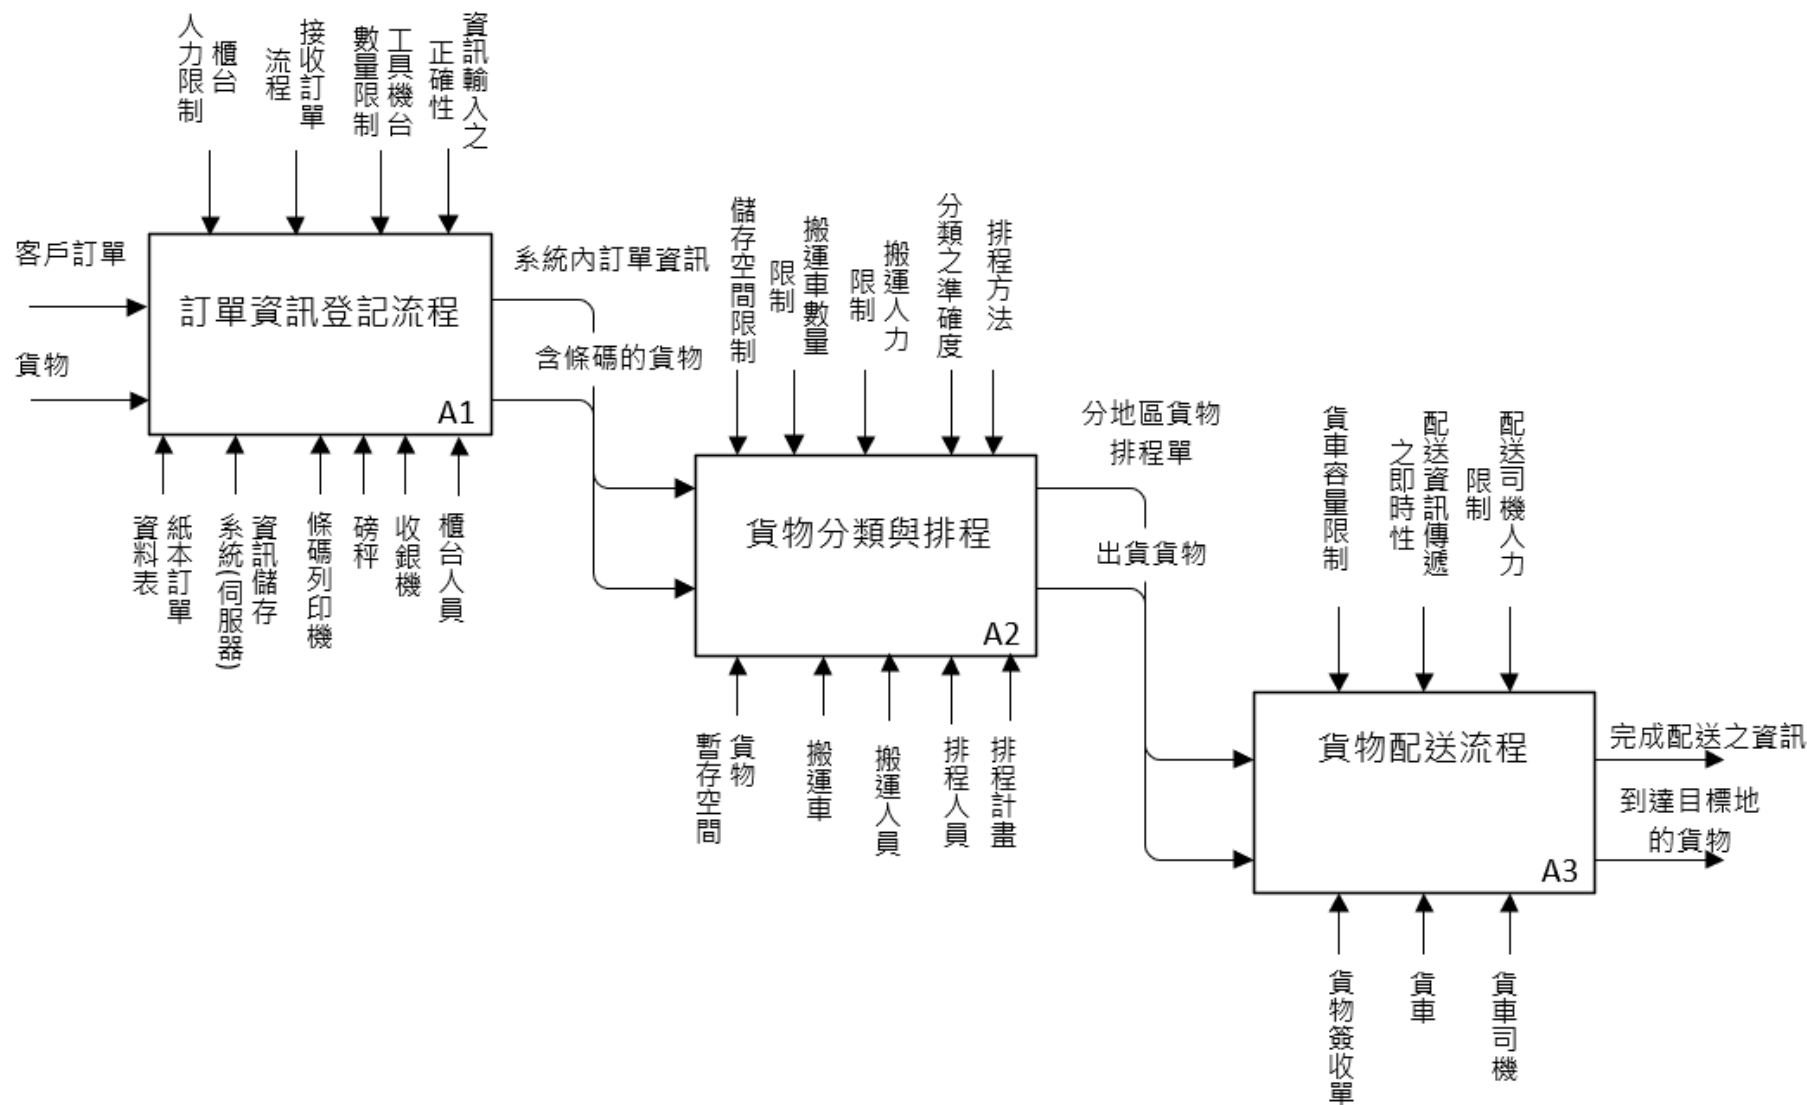 櫃台
人力限制
接收訂單
流程
工具機台
數量限制
資訊輸入之
正確性
客戶訂單
貨物
訂單資訊登記流程
A1
紙本訂單
資料表
資訊儲存
系統(伺服器)
條碼列印機
磅秤
收銀機
櫃台人員
系統內訂單資訊
含條碼的貨物
儲存空間限制
搬運車數量
限制
搬運人力
限制
分類之準確度
排程方法
貨物分類與排程
A2
貨物
暫存空間
搬運車
搬運人員
排程人員
排程計畫
分地區貨物
排程單
出貨貨物
貨車容量限制
配送資訊傳遞
之即時性
配送司機人力
限制
貨物配送流程
A3
貨物簽收單
貨車
貨車司機
完成配送之資訊
到達目標地
的貨物